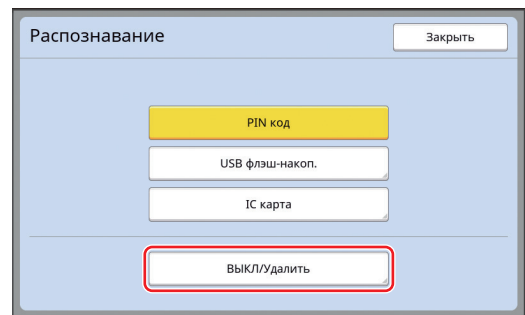 Распознавание
Закрыть
PIN код
USB флэш-накоп.
IC карта
ВЫКЛ/Удалить